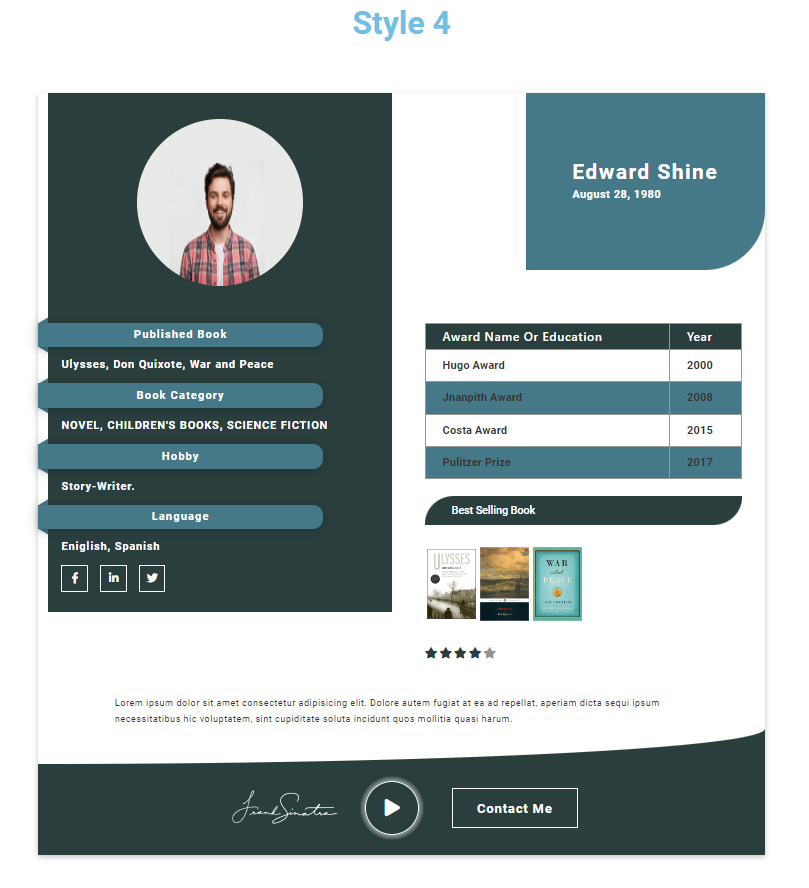 Style 4
Edward Shine
August 28, 1980
Published Book
Ulysses, Don Quixote, War and Peace
Book Category
NOVEL, CHILDREN'S BOOKS, SCIENCE FICTION
Hobby
Story-Writer.
Language
Eniglish, Spanish
Award Name Or Education Year
Hugo Award 2000
Jnanpith Award 2008
Costa Award 2015
Pulitzer Prize 2017
Best Selling Book
ULYSSES
WAR
and
PEACE
Lorem ipsum dolor sit amet consectetur adipisicing elit. Dolore autem fugiat at ea ad repellat, aperiam dicta sequi ipsum
necessitatibus hic voluptatem, sint cupiditate soluta incidunt quos mollitia quasi harum.
Frank Sinatra
Contact Me